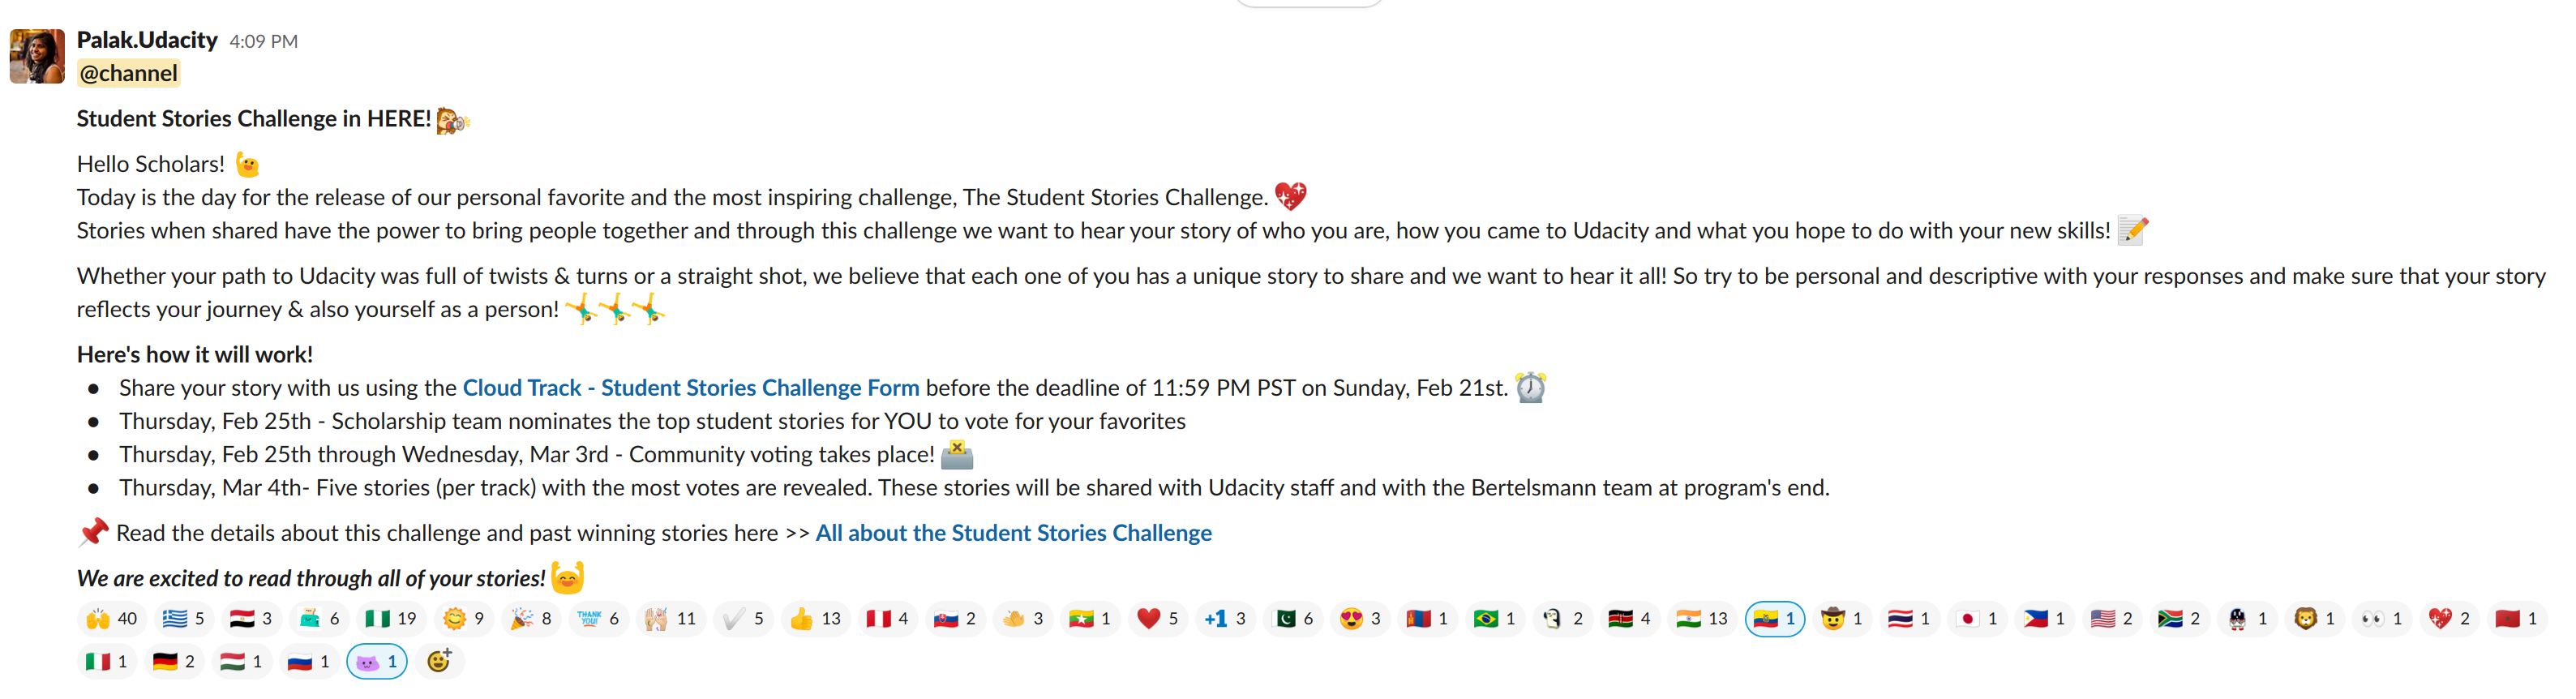 Palak.Udacity 4:09 PM
@channel
Student Stories Challenge in HERE!
Hello Scholars!
Today is the day for the release of our personal favorite and the most inspiring challenge, The Student Stories Challenge.
Stories when shared have the power to bring people together and through this challenge we want to hear your story of who you are, how you came to Udacity and what you hope to do with your new skills!
Whether your path to Udacity was full of twists & turns or a straight shot, we believe that each one of you has a unique story to share and we want to hear it all! So try to be personal and descriptive with your responses and make sure that your story
reflects your journey & also yourself as a person!
Here's how it will work!
● Share your story with us using the Cloud Track - Student Stories Challenge Form before the deadline of 11:59 PM PST on Sunday, Feb 21st.
● Thursday, Feb 25th - Scholarship team nominates the top student stories for YOU to vote for your favorites
● Thursday, Feb 25th through Wednesday, Mar 3rd - Community voting takes place!
● Thursday, Mar 4th- Five stories (per track) with the most votes are revealed. These stories will be shared with Udacity staff and with the Bertelsmann team at program's end.
Read the details about this challenge and past winning stories here >> All about the Student Stories Challenge
We are excited to read through all of your stories!
40 5 3 6 19 9 8 THANK YOU! 6 11 5 13 4 2 3 1 5 +1 3 6 3 1 1 2 4 13 1 1 1 1 1 2 2 1 1 1 2 1
1 2 1 1 1